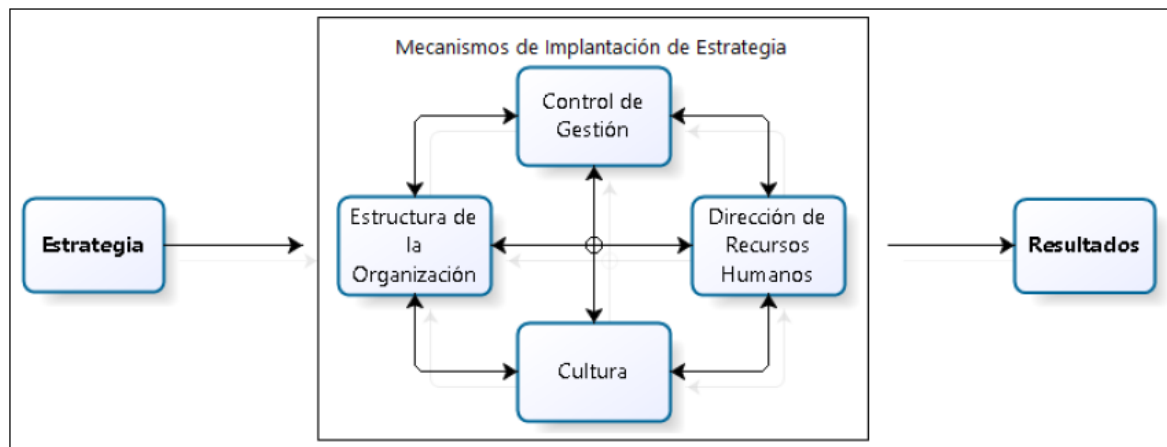 Mecanismos de Implantación de Estrategia
Control de
Gestión
Estrategia
Estructura de
la
Organización
Dirección de
Recursos
Humanos
Resultados
Cultura